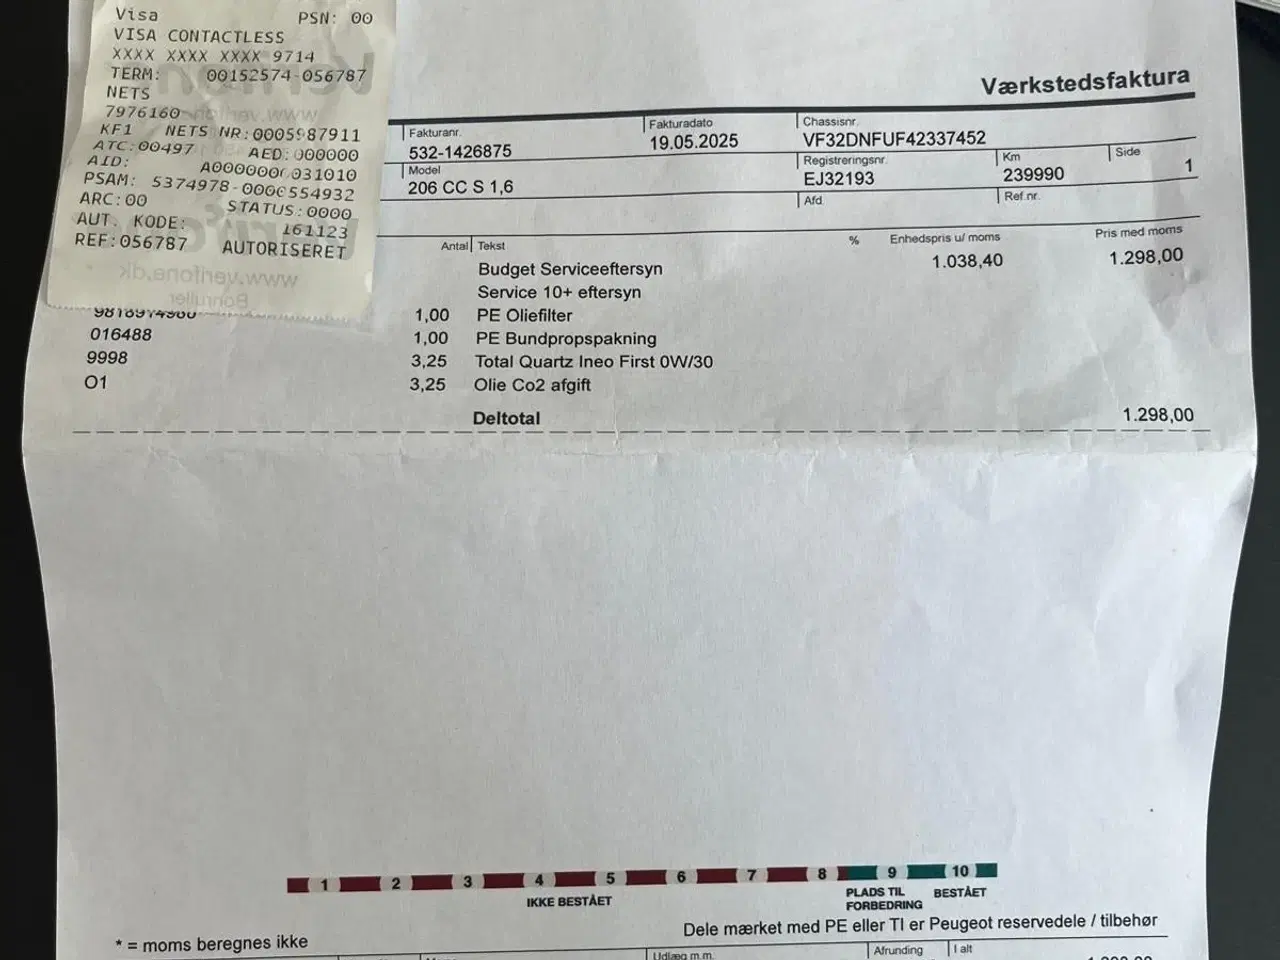 Visa PSN: 00
VISA CONTACTLESS
XXXX XXXX XXXX 9714
TERM: 00152574-056787
NETS
7976160
KF1 NETS NR:0005987911
ATC:00497 AED:000000
AID: A0000000031010
PSAM: 5374978-0000554932
ARC:00 STATUS:0000
AUT. KODE: 161123
REF:056787 AUTORISERET
www.verifone.dk
Bonruller
Værkstedsfaktura
Fakturanr. Fakturadato Chassisnr.
532-1426875 19.05.2025 VF32DNFUF42337452
Model Registreringsnr. Km Side
206 CC S 1,6 EJ32193 239990 1
Afd. Ref.nr.
Antal Tekst % Enhedspris u/ moms Pris med moms
Budget Serviceeftersyn 1.038,40 1.298,00
Service 10+ eftersyn
1,00 PE Oliefilter
016488 1,00 PE Bundpropspakning
9998 3,25 Total Quartz Ineo First 0W/30
O1 3,25 Olie Co2 afgift
Deltotal 1.298,00
1 2 3 4 5 6 7 8 9 10
IKKE BESTÅET PLADS TIL FORBEDRING BESTÅET
Dele mærket med PE eller TI er Peugeot reservedele / tilbehør
* = moms beregnes ikke
Udlæg m.m. Afrunding I alt